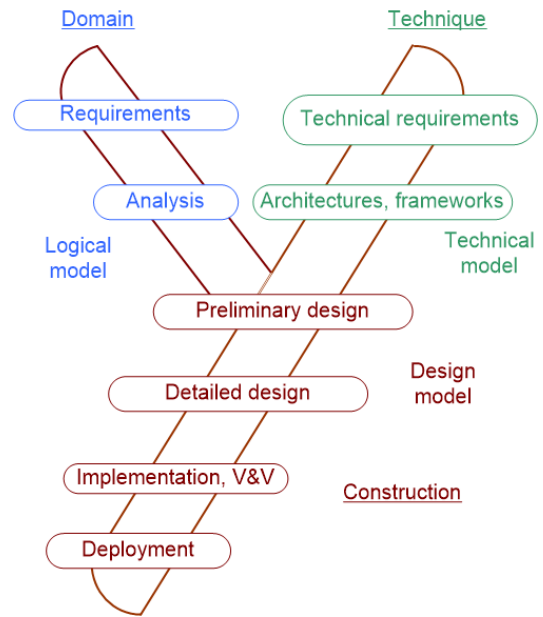 Domain
Technique
Requirements
Technical requirements
Analysis
Architectures, frameworks
Logical
model
Technical
model
Preliminary design
Detailed design
Design
model
Implementation, V&V
Construction
Deployment